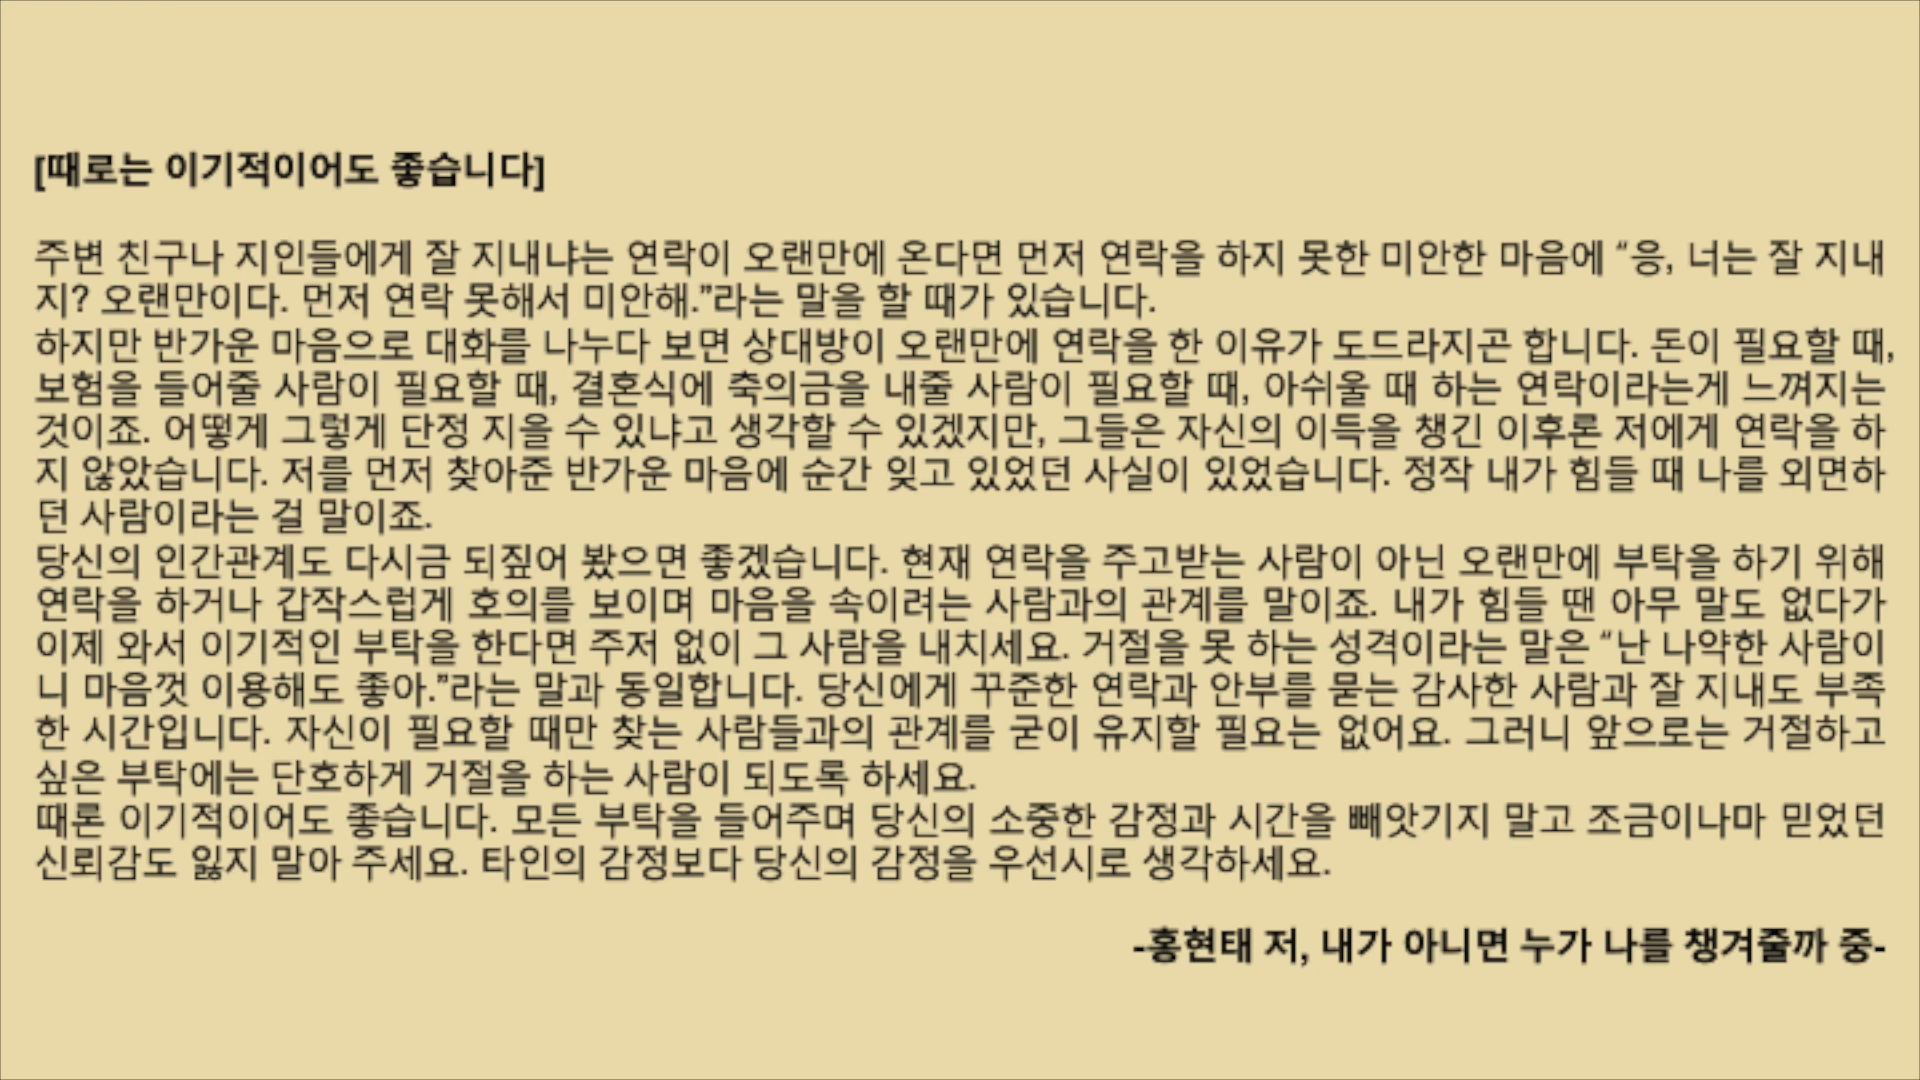 [때로는 이기적이어도 좋습니다]
주변 친구나 지인들에게 잘 지내냐는 연락이 오랜만에 온다면 먼저 연락을 하지 못한 미안한 마음에 “응, 너는 잘 지내
지? 오랜만이다. 먼저 연락 못해서 미안해.”라는 말을 할 때가 있습니다.
하지만 반가운 마음으로 대화를 나누다 보면 상대방이 오랜만에 연락을 한 이유가 도드라지곤 합니다. 돈이 필요할 때,
보험을 들어줄 사람이 필요할 때, 결혼식에 축의금을 내줄 사람이 필요할 때, 아쉬울 때 하는 연락이라는게 느껴지는
것이죠. 어떻게 그렇게 단정 지을 수 있냐고 생각할 수 있겠지만, 그들은 자신의 이득을 챙긴 이후론 저에게 연락을 하
지 않았습니다. 저를 먼저 찾아준 반가운 마음에 순간 잊고 있었던 사실이 있었습니다. 정작 내가 힘들 때 나를 외면하
던 사람이라는 걸 말이죠.
당신의 인간관계도 다시금 되짚어 봤으면 좋겠습니다. 현재 연락을 주고받는 사람이 아닌 오랜만에 부탁을 하기 위해
연락을 하거나 갑작스럽게 호의를 보이며 마음을 속이려는 사람과의 관계를 말이죠. 내가 힘들 땐 아무 말도 없다가
이제 와서 이기적인 부탁을 한다면 주저 없이 그 사람을 내치세요. 거절을 못 하는 성격이라는 말은 “난 나약한 사람이
니 마음껏 이용해도 좋아.”라는 말과 동일합니다. 당신에게 꾸준한 연락과 안부를 묻는 감사한 사람과 잘 지내도 부족
한 시간입니다. 자신이 필요할 때만 찾는 사람들과의 관계를 굳이 유지할 필요는 없어요. 그러니 앞으로는 거절하고
싶은 부탁에는 단호하게 거절을 하는 사람이 되도록 하세요.
때론 이기적이어도 좋습니다. 모든 부탁을 들어주며 당신의 소중한 감정과 시간을 빼앗기지 말고 조금이나마 믿었던
신뢰감도 잃지 말아 주세요. 타인의 감정보다 당신의 감정을 우선시로 생각하세요.
-홍현태 저, 내가 아니면 누가 나를 챙겨줄까 중-